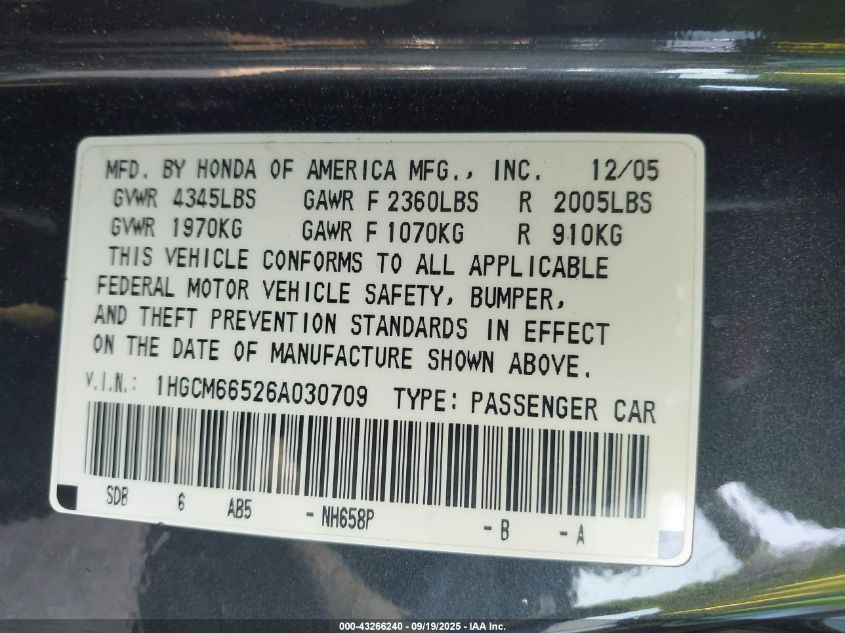 MFD. BY HONDA OF AMERICA MFG., INC. 12/05
GVWR 4345LBS GAWR F 2360LBS R 2005LBS
GVWR 1970KG GAWR F 1070KG R 910KG
THIS VEHICLE CONFORMS TO ALL APPLICABLE
FEDERAL MOTOR VEHICLE SAFETY, BUMPER,
AND THEFT PREVENTION STANDARDS IN EFFECT
ON THE DATE OF MANUFACTURE SHOWN ABOVE.
V.I.N.: 1HGCM66526A030709 TYPE: PASSENGER CAR
SDB 6 AB5 - NH658P - B - A
000-43266240 - 09/19/2025 - IAA Inc.